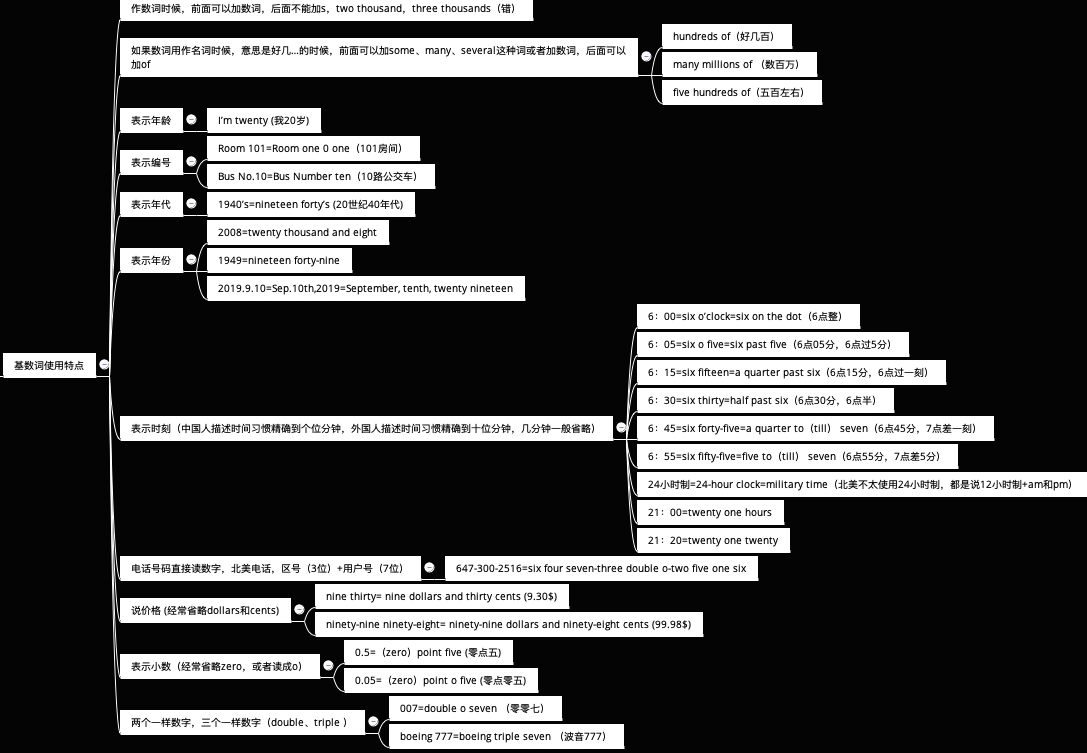 作数词时候，前面可以加数词，后面不能加s，two thousand，three thousands（错）
如果数词用作名词时候，意思是好几...的时候，前面可以加some、many、several这种词或者加数词，后面可以
加of
hundreds of（好几百）
many millions of （数百万）
five hundreds of（五百左右）
表示年龄
I’m twenty (我20岁)
表示编号
Room 101=Room one 0 one（101房间）
Bus No.10=Bus Number ten（10路公交车）
表示年代
1940’s=nineteen forty’s (20世纪40年代)
表示年份
2008=twenty thousand and eight
1949=nineteen forty-nine
2019.9.10=Sep.10th,2019=September, tenth, twenty nineteen
基数词使用特点
表示时刻（中国人描述时间习惯精确到个位分钟，外国人描述时间习惯精确到十位分钟，几分钟一般省略）
6：00=six o’clock=six on the dot（6点整）
6：05=six o five=six past five（6点05分，6点过5分）
6：15=six fifteen=a quarter past six（6点15分，6点过一刻）
6：30=six thirty=half past six（6点30分，6点半）
6：45=six forty-five=a quarter to（till） seven（6点45分，7点差一刻）
6：55=six fifty-five=five to（till） seven（6点55分，7点差5分）
24小时制=24-hour clock=military time（北美不太使用24小时制，都是说12小时制+am和pm）
21：00=twenty one hours
21：20=twenty one twenty
电话号码直接读数字，北美电话，区号（3位）+用户号（7位）
647-300-2516=six four seven-three double o-two five one six
说价格 (经常省略dollars和cents)
nine thirty= nine dollars and thirty cents (9.30$)
ninety-nine ninety-eight= ninety-nine dollars and ninety-eight cents (99.98$)
表示小数（经常省略zero，或者读成o）
0.5=（zero）point five (零点五)
0.05=（zero）point o five (零点零五)
两个一样数字，三个一样数字（double、triple ）
007=double o seven （零零七）
boeing 777=boeing triple seven （波音777）